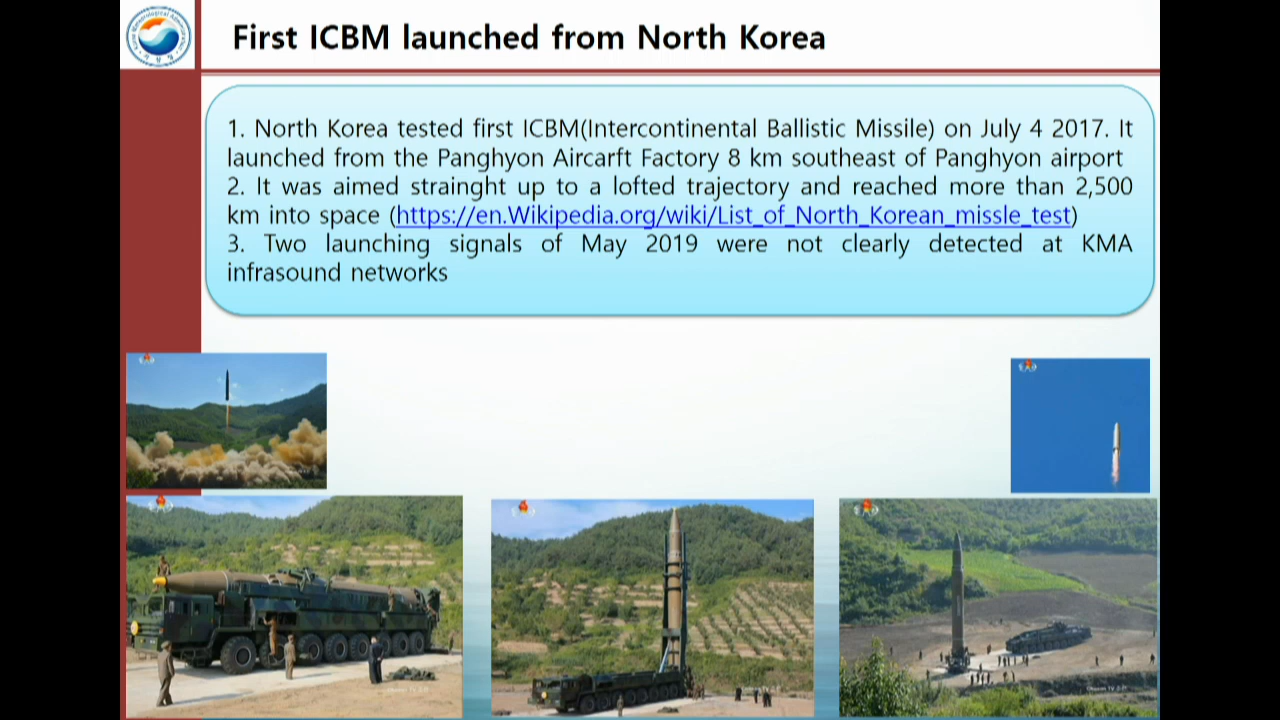 First ICBM launched from North Korea
1. North Korea tested first ICBM(Intercontinental Ballistic Missile) on July 4 2017. It
launched from the Panghyon Aircarft Factory 8 km southeast of Panghyon airport
2. It was aimed strainght up to a lofted trajectory and reached more than 2,500
km into space (https://en.Wikipedia.org/wiki/List_of_North_Korean_missle_test)
3. Two launching signals of May 2019 were not clearly detected at KMA
infrasound networks